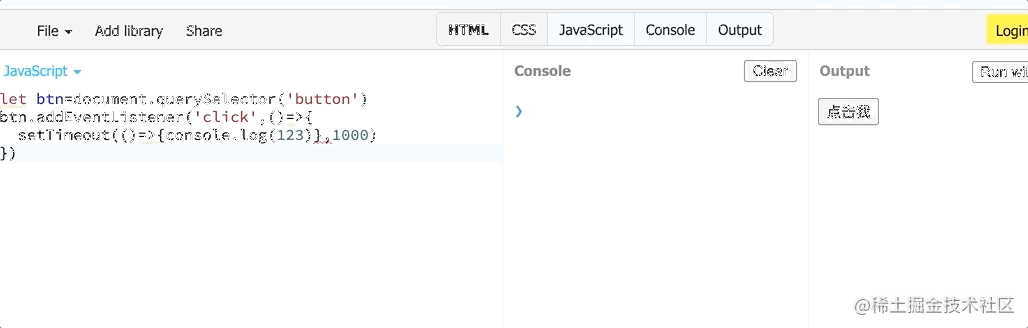 File Add library Share HTML CSS JavaScript Console Output Login
JavaScript Console Clear Output Run wi
let btn=document.querySelector('button')
btn.addEventListener('click',()=>{
setTimeout(()=>{console.log(123)},1000)
})
点击我
@稀土掘金技术社区